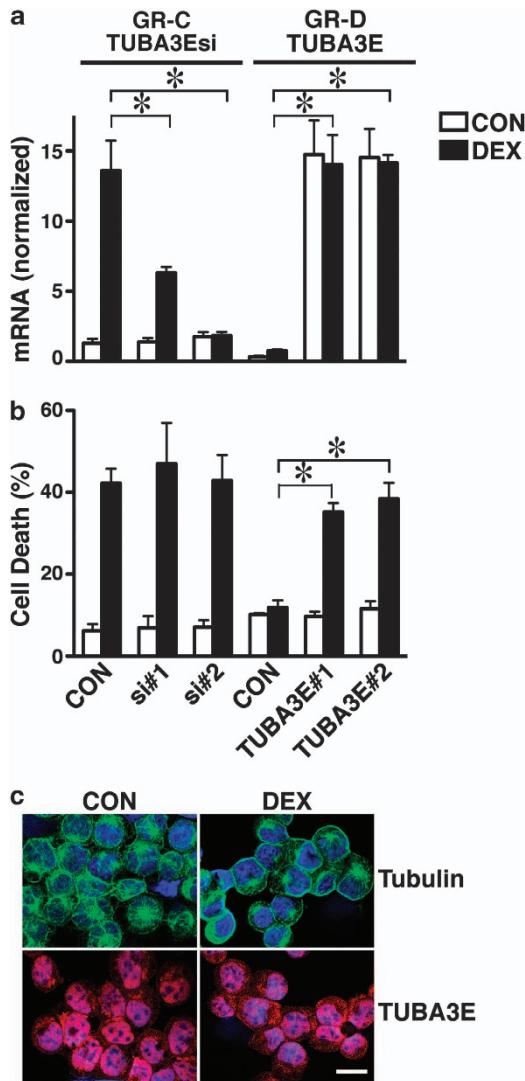 a
GR-C GR-D
TUBA3Esi TUBA3E
* *
* *
CON
DEX
mRNA (normalized)
15
10
5
0
b
Cell Death (%)
60
40
20
0
*
*
CON si#1 si#2 CON TUBA3E#1 TUBA3E#2
c
CON DEX
Tubulin
TUBA3E